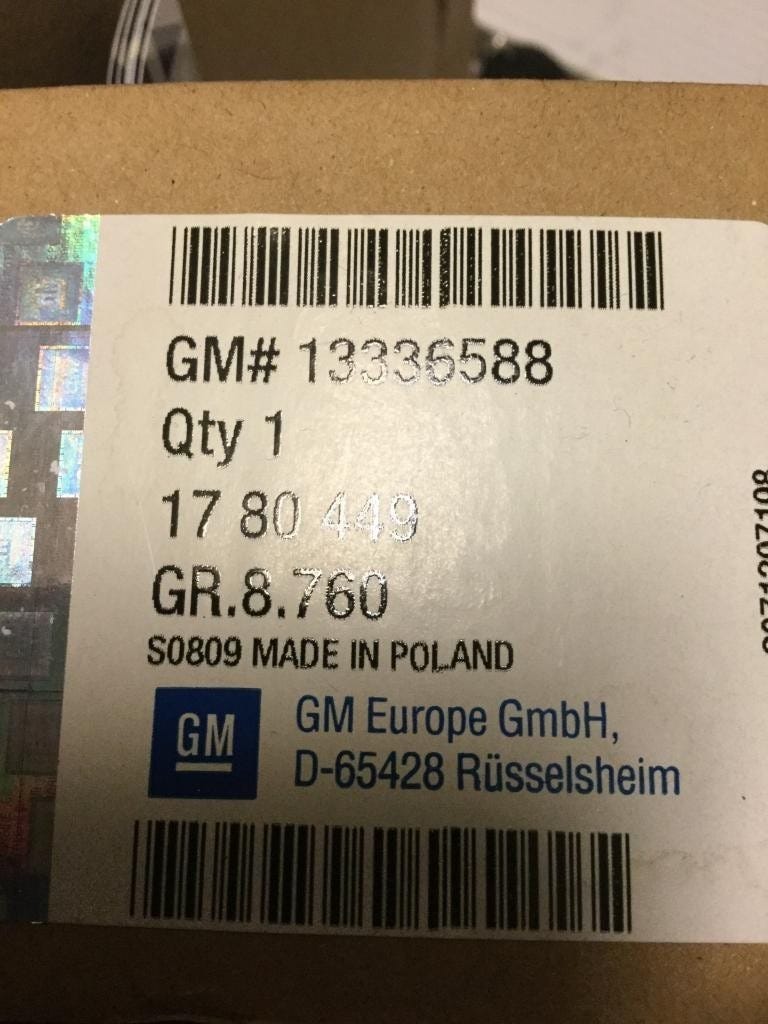 GM# 13336588
Qty 1
17 80 449
GR.8.760
S0809 MADE IN POLAND
GM
GM Europe GmbH,
D-65428 Rüsselsheim